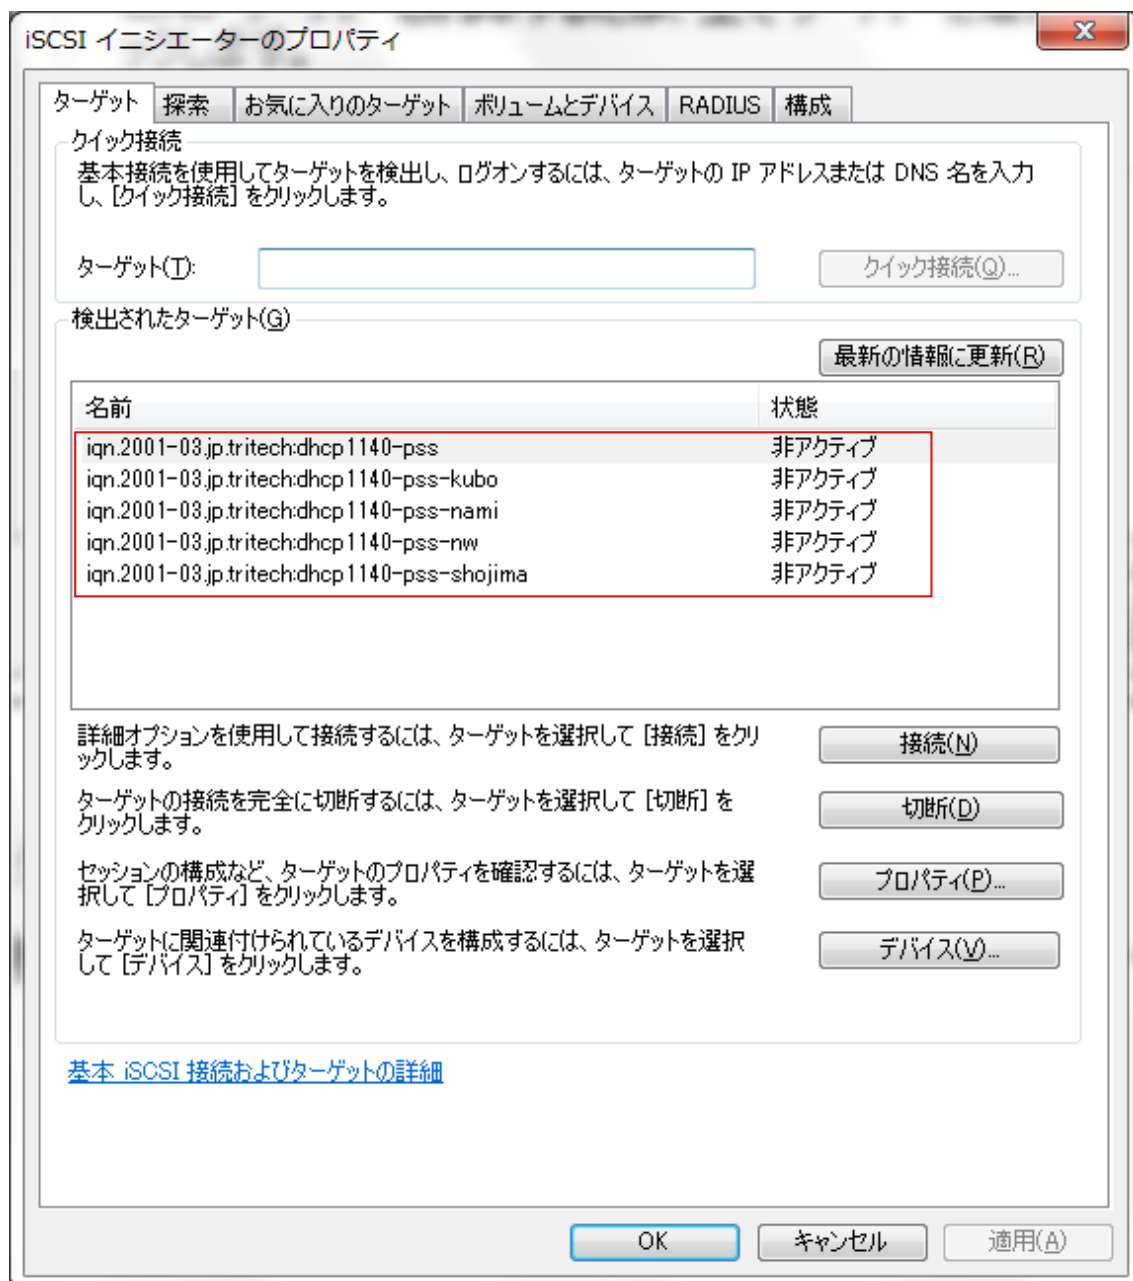 iSCSI イニシエーターのプロパティ
ターゲット 探索 お気に入りのターゲット ボリュームとデバイス RADIUS 構成
クイック接続
基本接続を使用してターゲットを検出し、ログオンするには、ターゲットの IP アドレスまたは DNS 名を入力
し、[クイック接続] をクリックします。
ターゲット(T): クイック接続(Q)...
検出されたターゲット(G)
最新の情報に更新(R)
名前 状態
iqn.2001-03.jp.tritech:dhcp1140-pss 非アクティブ
iqn.2001-03.jp.tritech:dhcp1140-pss-kubo 非アクティブ
iqn.2001-03.jp.tritech:dhcp1140-pss-nami 非アクティブ
iqn.2001-03.jp.tritech:dhcp1140-pss-nw 非アクティブ
iqn.2001-03.jp.tritech:dhcp1140-pss-shojima 非アクティブ
詳細オプションを使用して接続するには、ターゲットを選択して [接続] をクリ
ックします。
接続(N)
ターゲットの接続を完全に切断するには、ターゲットを選択して [切断] を
クリックします。
切断(D)
セッションの構成など、ターゲットのプロパティを確認するには、ターゲットを選
択して [プロパティ] をクリックします。
プロパティ(P)...
ターゲットに関連付けられているデバイスを構成するには、ターゲットを選択
して [デバイス] をクリックします。
デバイス(V)...
基本 iSCSI 接続およびターゲットの詳細
OK キャンセル 適用(A)